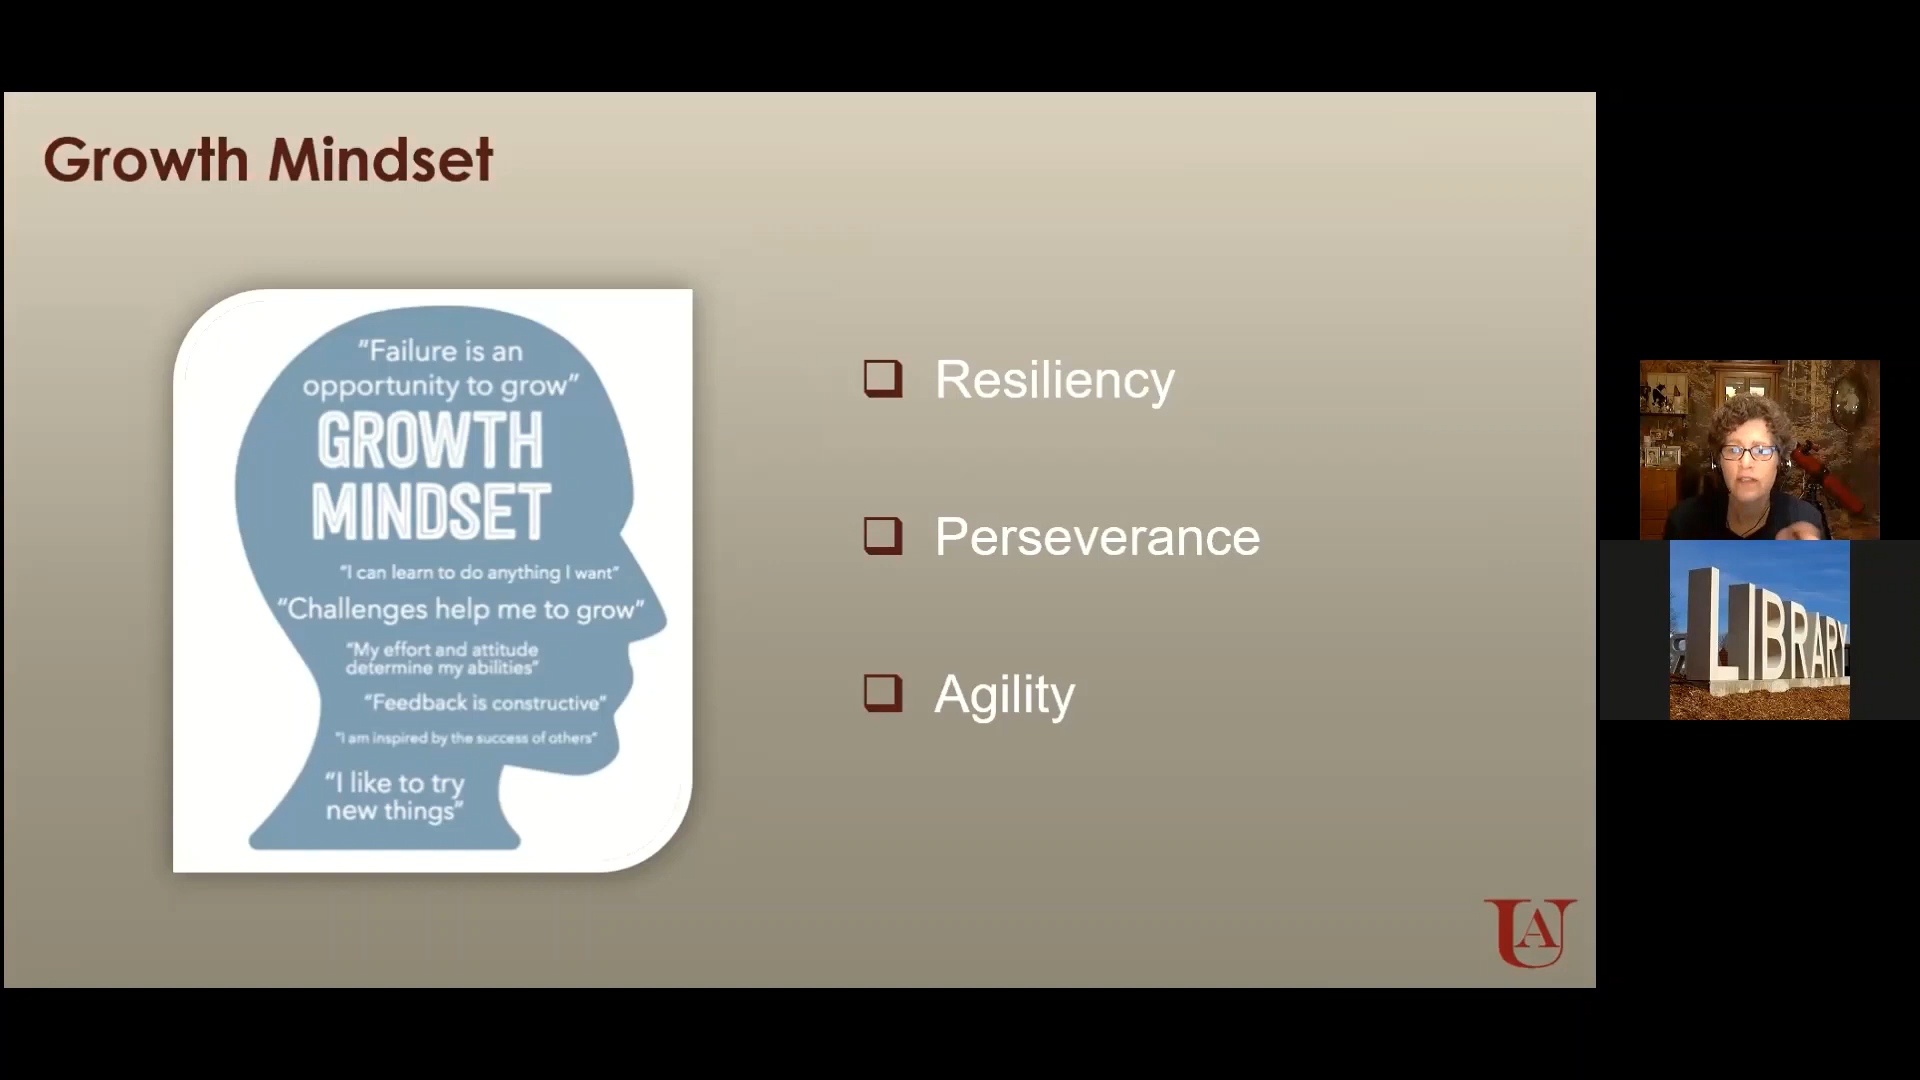 Growth Mindset
“Failure is an
opportunity to grow”
GROWTH
MINDSET
“I can learn to do anything I want”
“Challenges help me to grow”
“My effort and attitude
determine my abilities”
“Feedback is constructive”
“I am inspired by the success of others”
“I like to try
new things”
Resiliency
Perseverance
Agility
UA
LIBRARY